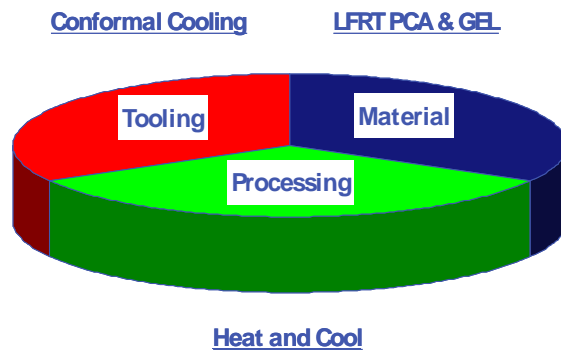 Conformal Cooling
LFRT PCA & GEL
Tooling
Material
Processing
Heat and Cool